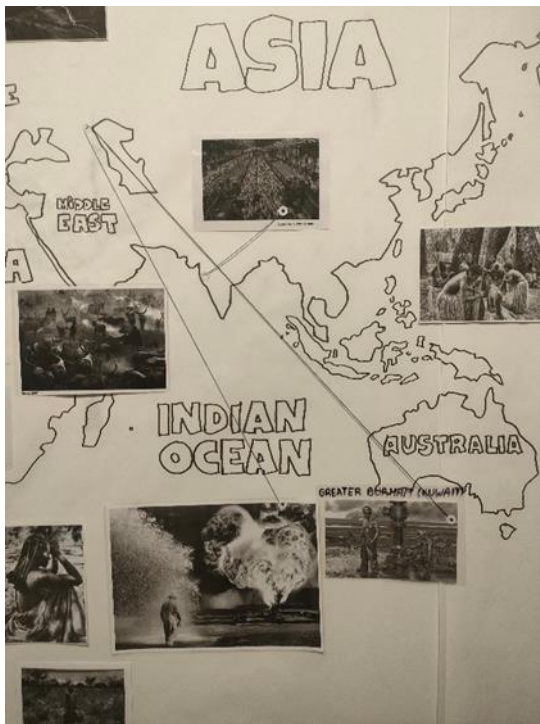 ASIA
E
MIDDLE
EAST
A
INDIAN
OCEAN
AUSTRALIA
GREATER BURHAN (KUWAIT)